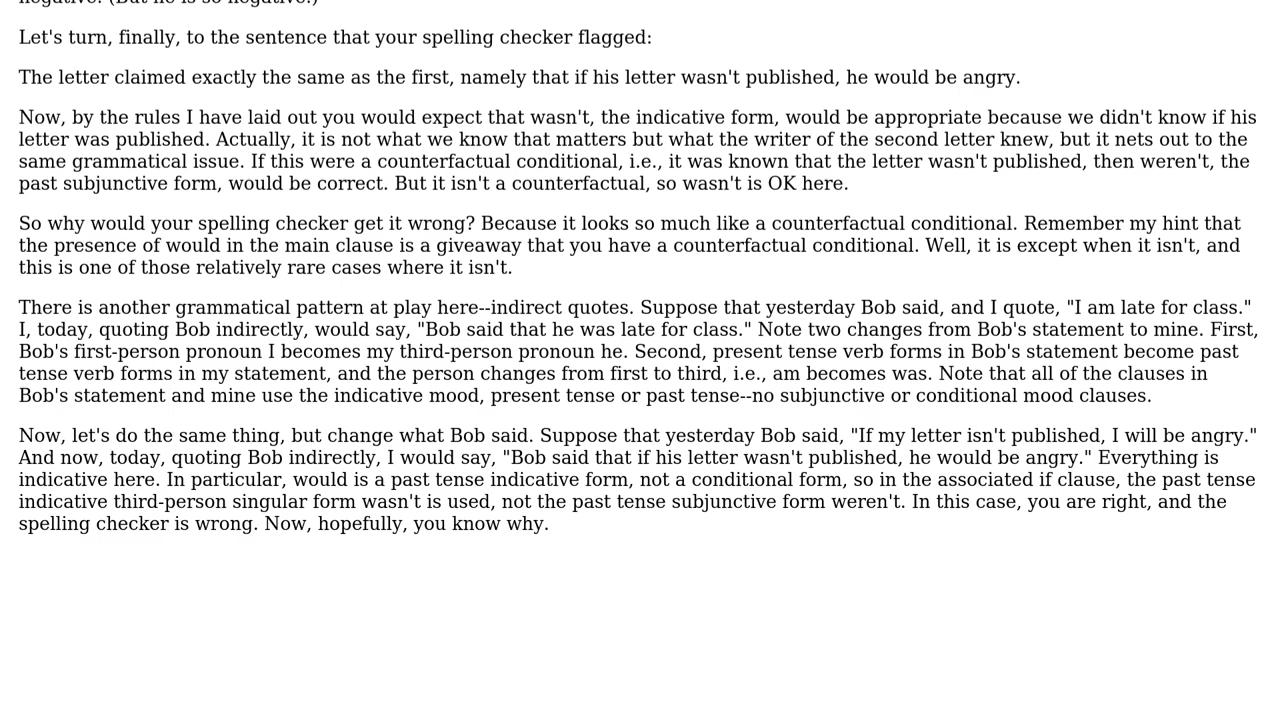 negative. (But he is so negative.)
Let's turn, finally, to the sentence that your spelling checker flagged:
The letter claimed exactly the same as the first, namely that if his letter wasn't published, he would be angry.
Now, by the rules I have laid out you would expect that wasn't, the indicative form, would be appropriate because we didn't know if his
letter was published. Actually, it is not what we know that matters but what the writer of the second letter knew, but it nets out to the
same grammatical issue. If this were a counterfactual conditional, i.e., it was known that the letter wasn't published, then weren't, the
past subjunctive form, would be correct. But it isn't a counterfactual, so wasn't is OK here.
So why would your spelling checker get it wrong? Because it looks so much like a counterfactual conditional. Remember my hint that
the presence of would in the main clause is a giveaway that you have a counterfactual conditional. Well, it is except when it isn't, and
this is one of those relatively rare cases where it isn't.
There is another grammatical pattern at play here--indirect quotes. Suppose that yesterday Bob said, and I quote, "I am late for class."
I, today, quoting Bob indirectly, would say, "Bob said that he was late for class." Note two changes from Bob's statement to mine. First,
Bob's first-person pronoun I becomes my third-person pronoun he. Second, present tense verb forms in Bob's statement become past
tense verb forms in my statement, and the person changes from first to third, i.e., am becomes was. Note that all of the clauses in
Bob's statement and mine use the indicative mood, present tense or past tense--no subjunctive or conditional mood clauses.
Now, let's do the same thing, but change what Bob said. Suppose that yesterday Bob said, "If my letter isn't published, I will be angry."
And now, today, quoting Bob indirectly, I would say, "Bob said that if his letter wasn't published, he would be angry." Everything is
indicative here. In particular, would is a past tense indicative form, not a conditional form, so in the associated if clause, the past tense
indicative third-person singular form wasn't is used, not the past tense subjunctive form weren't. In this case, you are right, and the
spelling checker is wrong. Now, hopefully, you know why.